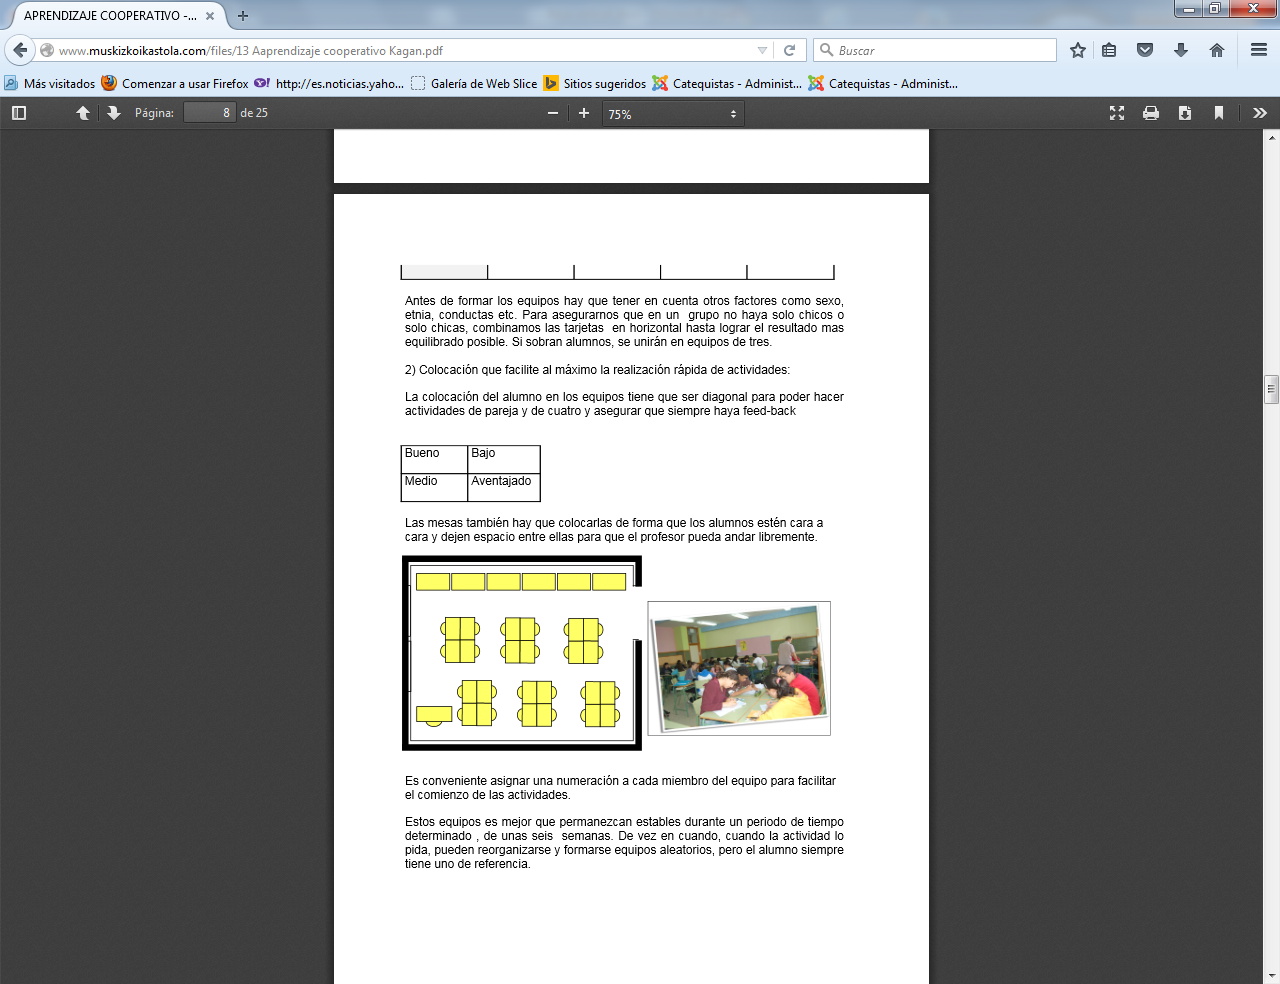 APRENDIZAJE COOPERATIVO -...
www.muskizkoikastola.com/files/13 Aaprendizaje cooperativo Kagan.pdf
Buscar
Más visitados
Comenzar a usar Firefox
http://es.noticias.yaho...
Galería de Web Slice
Sitios sugeridos
Catequistas - Administ...
Catequistas - Administ...
Página: 8 de 25
75%
Antes de formar los equipos hay que tener en cuenta otros factores como sexo,
etnia, conductas etc. Para asegurarnos que en un grupo no haya solo chicos o
solo chicas, combinamos las tarjetas en horizontal hasta lograr el resultado mas
equilibrado posible. Si sobran alumnos, se unirán en equipos de tres.
2) Colocación que facilite al máximo la realización rápida de actividades:
La colocación del alumno en los equipos tiene que ser diagonal para poder hacer
actividades de pareja y de cuatro y asegurar que siempre haya feed-back
Bueno Bajo
Medio Aventajado
Las mesas también hay que colocarlas de forma que los alumnos estén cara a
cara y dejen espacio entre ellas para que el profesor pueda andar libremente.
Es conveniente asignar una numeración a cada miembro del equipo para facilitar
el comienzo de las actividades.
Estos equipos es mejor que permanezcan estables durante un periodo de tiempo
determinado , de unas seis semanas. De vez en cuando, cuando la actividad lo
pida, pueden reorganizarse y formarse equipos aleatorios, pero el alumno siempre
tiene uno de referencia.